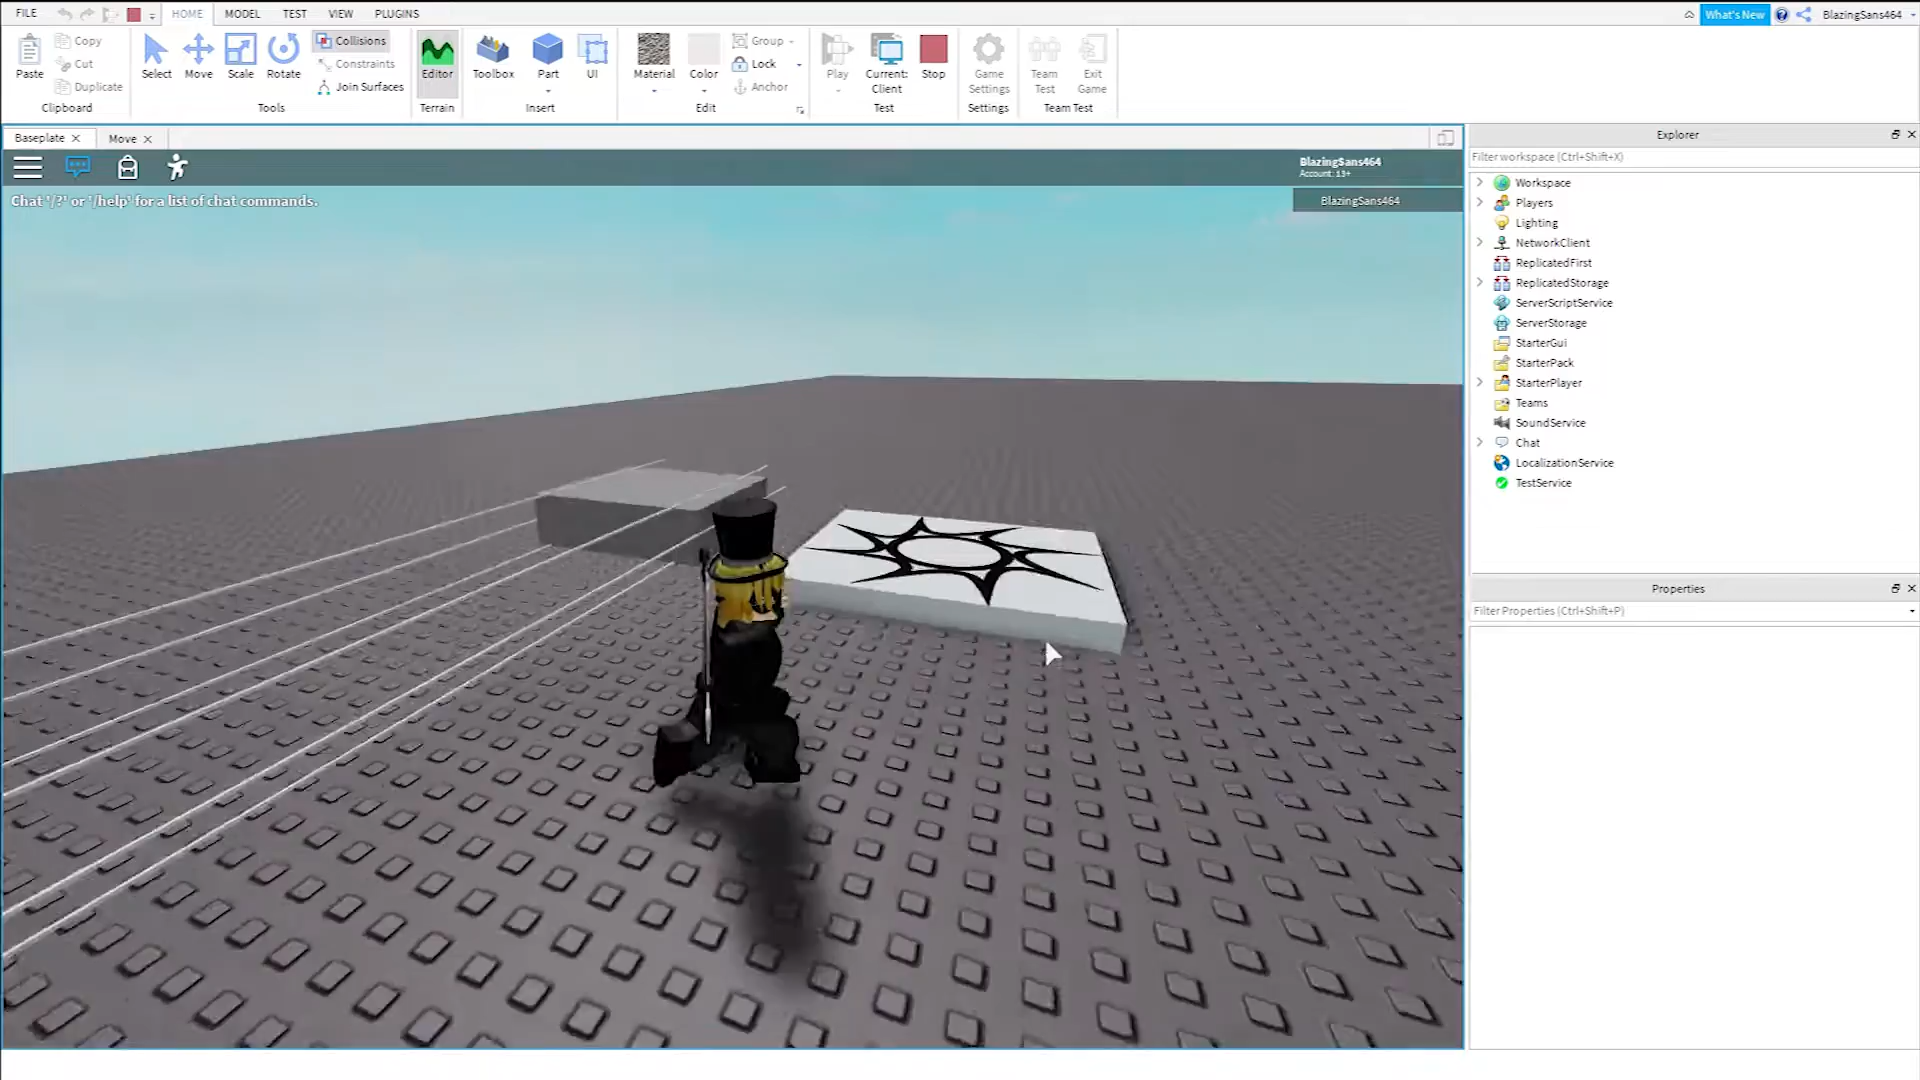 FILE HOME MODEL TEST VIEW PLUGINS What's New BlazingSans464
Paste Copy Cut Duplicate
Clipboard
Select Move Scale Rotate Collisions Constraints Join Surfaces
Tools
Editor
Terrain
Toolbox Part UI
Insert
Material Color Group Lock Anchor
Edit
Play Current: Client Stop
Test
Game Settings
Settings
Team Test Exit Game
Team Test
Baseplate Move
BlazingSans464
Account: 13+
BlazingSans464
Chat '/?' or '/help' for a list of chat commands.
Explorer
Filter workspace (Ctrl+Shift+X)
Workspace
Players
Lighting
NetworkClient
ReplicatedFirst
ReplicatedStorage
ServerScriptService
ServerStorage
StarterGui
StarterPack
StarterPlayer
Teams
SoundService
Chat
LocalizationService
TestService
Properties
Filter Properties (Ctrl+Shift+P)